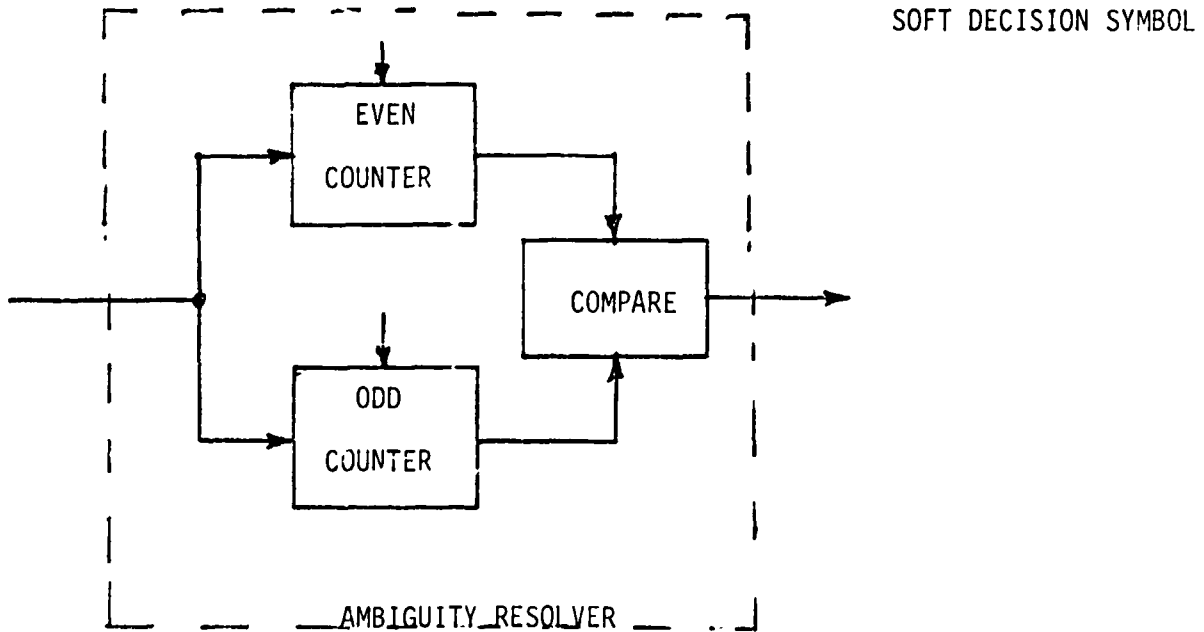 SOFT DECISION SYMBOL
EVEN
COUNTER
COMPARE
ODD
COUNTER
AMBIGUITY RESOLVER